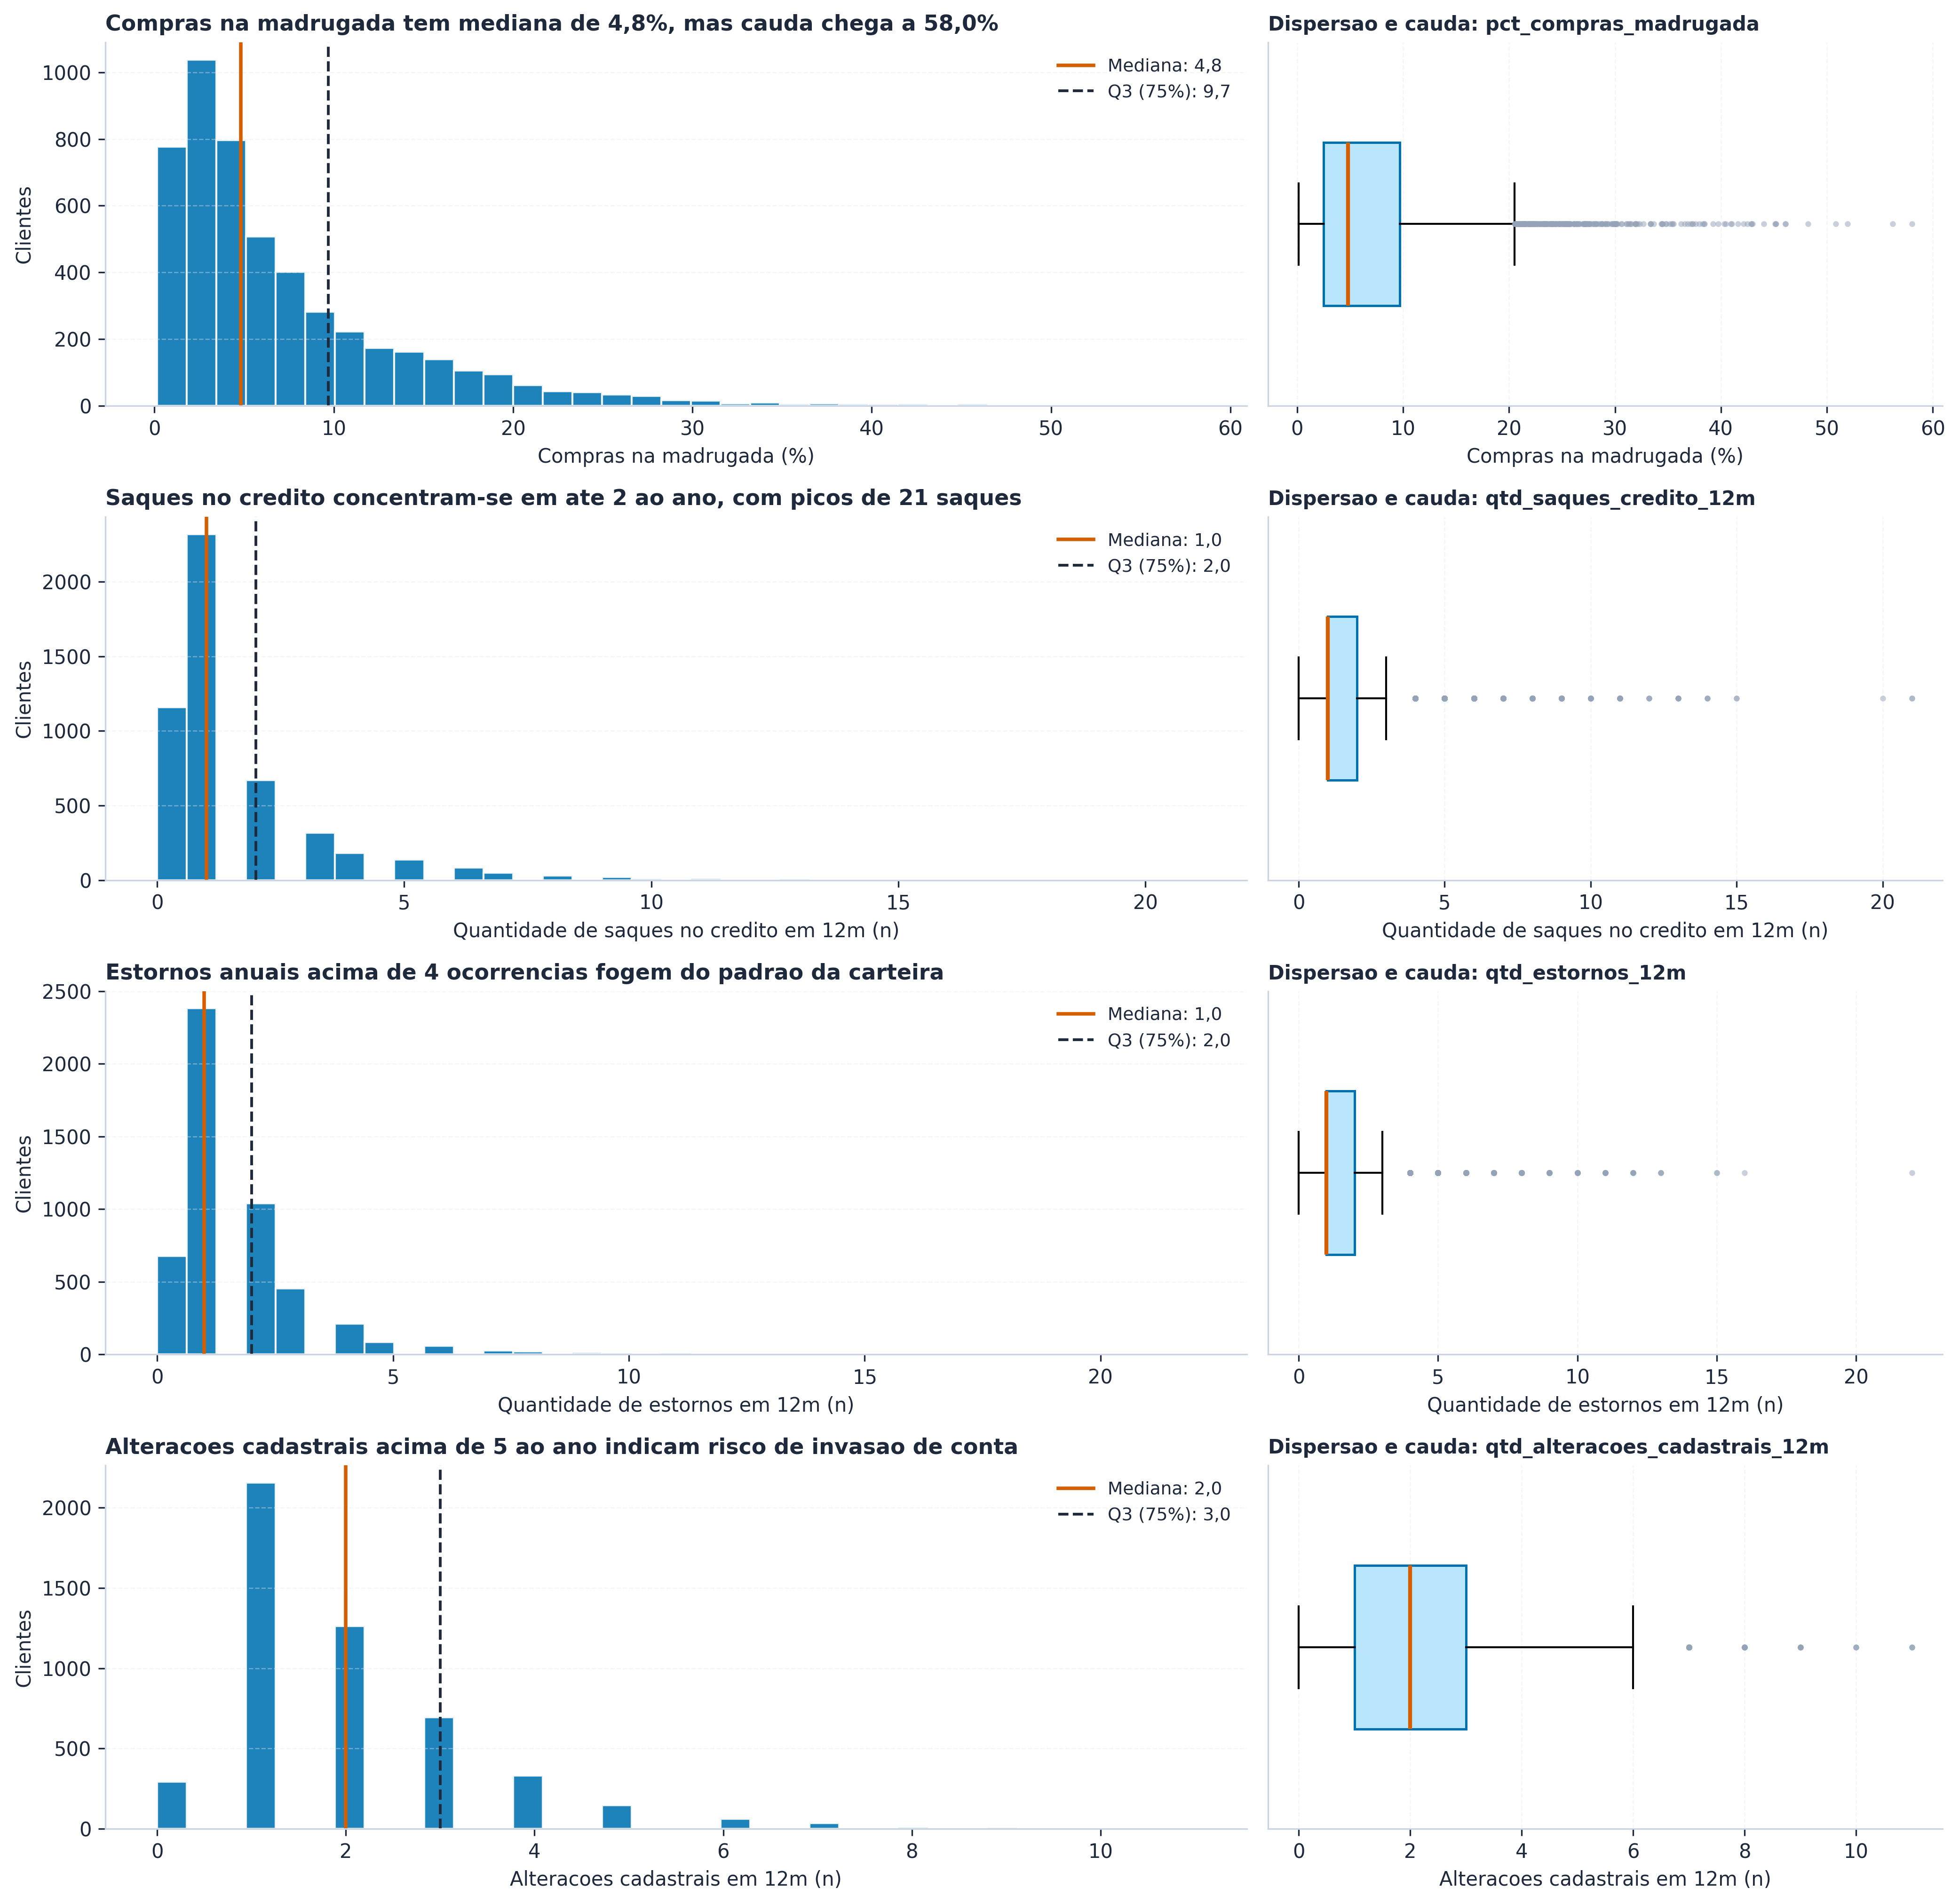 Compras na madrugada tem mediana de 4,8%, mas cauda chega a 58,0%
Clientes
1000
800
600
400
200
0
Mediana: 4,8
Q3 (75%): 9,7
0 10 20 30 40 50 60
Compras na madrugada (%)
Dispersao e cauda: pct_compras_madrugada
0 10 20 30 40 50 60
Compras na madrugada (%)
Saques no credito concentram-se em ate 2 ao ano, com picos de 21 saques
Clientes
2000
1500
1000
500
0
Mediana: 1,0
Q3 (75%): 2,0
0 5 10 15 20
Quantidade de saques no credito em 12m (n)
Dispersao e cauda: qtd_saques_credito_12m
0 5 10 15 20
Quantidade de saques no credito em 12m (n)
Estornos anuais acima de 4 ocorrencias fogem do padrao da carteira
Clientes
2500
2000
1500
1000
500
0
Mediana: 1,0
Q3 (75%): 2,0
0 5 10 15 20
Quantidade de estornos em 12m (n)
Dispersao e cauda: qtd_estornos_12m
0 5 10 15 20
Quantidade de estornos em 12m (n)
Alteracoes cadastrais acima de 5 ao ano indicam risco de invasao de conta
Clientes
2000
1500
1000
500
0
Mediana: 2,0
Q3 (75%): 3,0
0 2 4 6 8 10
Alteracoes cadastrais em 12m (n)
Dispersao e cauda: qtd_alteracoes_cadastrais_12m
0 2 4 6 8 10
Alteracoes cadastrais em 12m (n)